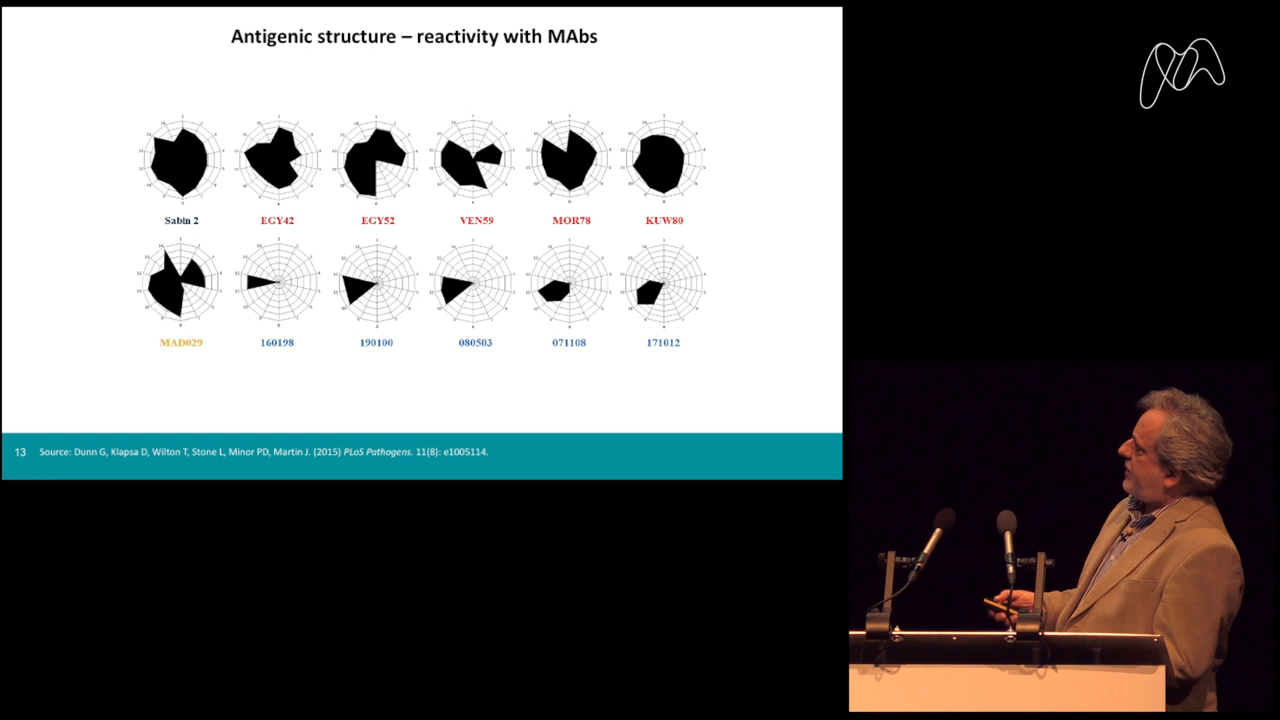 Antigenic structure – reactivity with MAbs
Sabin 2 EGY42 EGY52 VEN59 MOR78 KUW80
MAD029 160198 190100 080503 071108 171012
13 Source: Dunn G, Klapsa D, Wilton T, Stone L, Minor PD, Martin J. (2015) PLoS Pathogens. 11(8): e1005114.